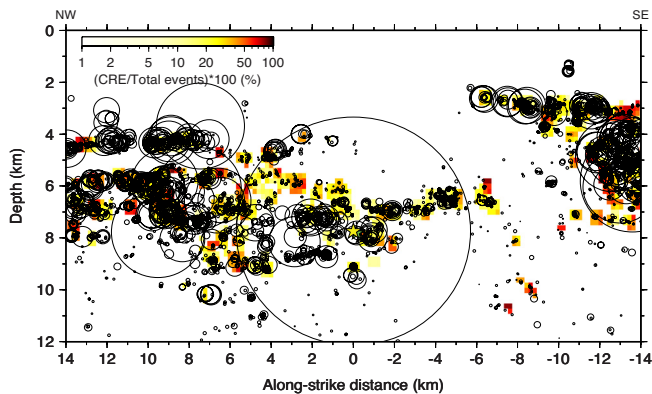 NW SE
0
1 2 5 10 20 50 100
(CRE/Total events)*100 (%)
2
4
6
8
10
12
Depth (km)
14 12 10 8 6 4 2 0 -2 -4 -6 -8 -10 -12 -14
Along-strike distance (km)